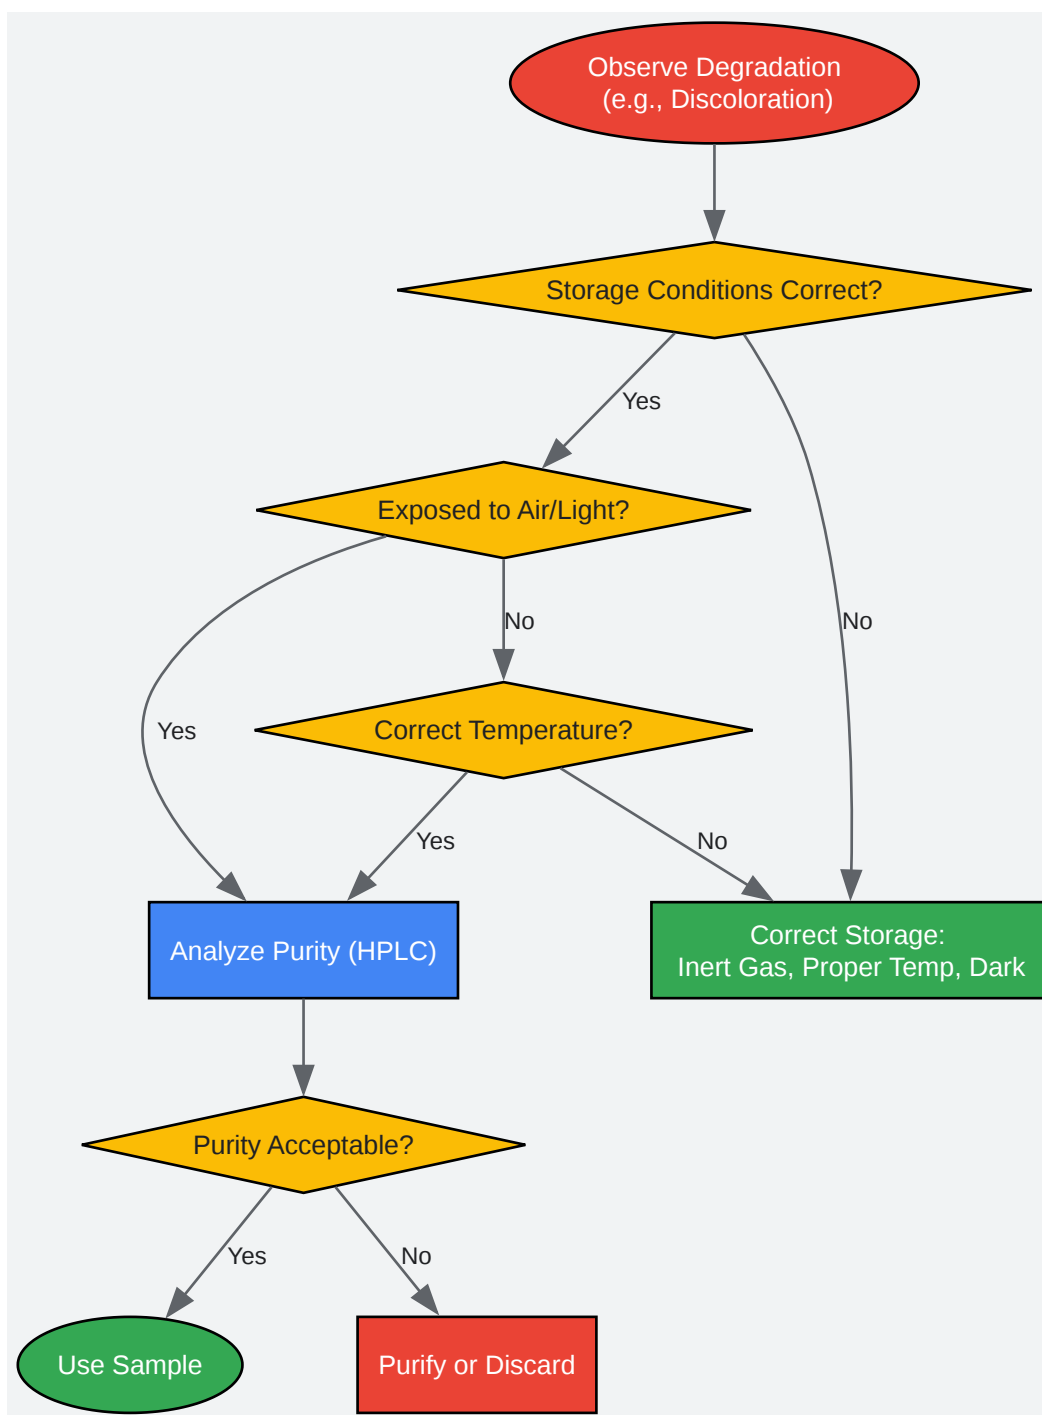 Observe Degradation
(e.g., Discoloration)
Storage Conditions Correct?
Yes
Exposed to Air/Light?
No
No
Correct Temperature?
Yes
Yes
No
Analyze Purity (HPLC)
Correct Storage:
Inert Gas, Proper Temp, Dark
Purity Acceptable?
Yes
No
Use Sample
Purify or Discard